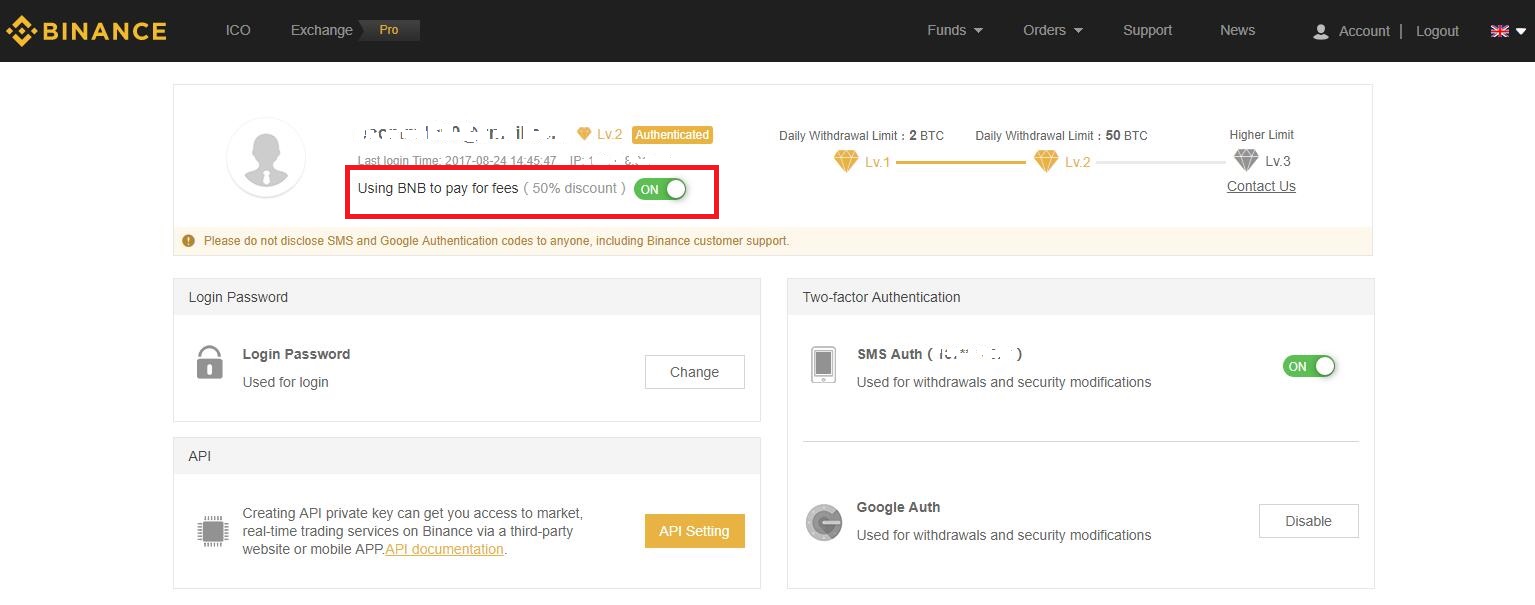 BINANCE ICO Exchange Pro Funds Orders Support News Account | Logout
Lv.2 Authenticated
Last login Time: 2017-08-24 14:45:47 IP:
Using BNB to pay for fees ( 50% discount ) ON
Daily Withdrawal Limit : 2 BTC Daily Withdrawal Limit : 50 BTC Higher Limit
Lv.1 Lv.2 Lv.3
Contact Us
Please do not disclose SMS and Google Authentication codes to anyone, including Binance customer support.
Login Password
Login Password
Used for login
Change
API
Creating API private key can get you access to market,
real-time trading services on Binance via a third-party
website or mobile APP.API documentation.
API Setting
Two-factor Authentication
SMS Auth ( )
Used for withdrawals and security modifications
ON
Google Auth
Used for withdrawals and security modifications
Disable